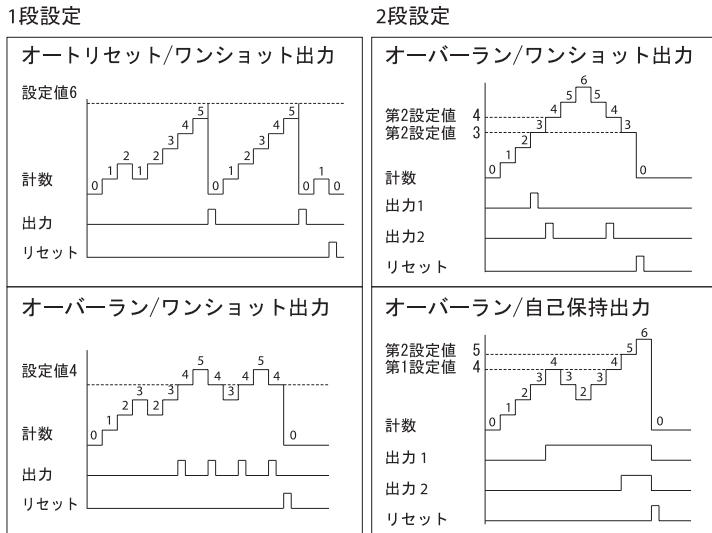 1段設定
オートリセット/ワンショット出力
設定値6
計数
0 1 2 1 2 3 4 5 0 1 2 3 4 5 0 1 0
出力
リセット
オーバーラン/ワンショット出力
設定値4
計数
0 1 2 3 2 3 4 5 4 3 4 5 4 0
出力
リセット
2段設定
オーバーラン/ワンショット出力
第2設定値 4
第2設定値 3
計数
0 1 2 3 4 5 6 5 4 3 0
出力1
出力2
リセット
オーバーラン/自己保持出力
第2設定値 5
第1設定値 4
計数
0 1 2 3 4 3 2 3 4 5 6 0
出力1
出力2
リセット